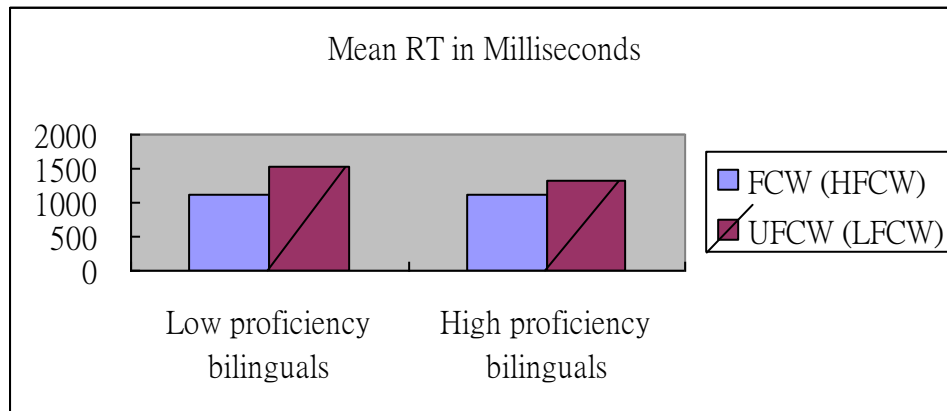 Mean RT in Milliseconds
2000
1500
1000
500
0
FCW (HFCW)
UFCW (LFCW)
Low proficiency
bilinguals
High proficiency
bilinguals